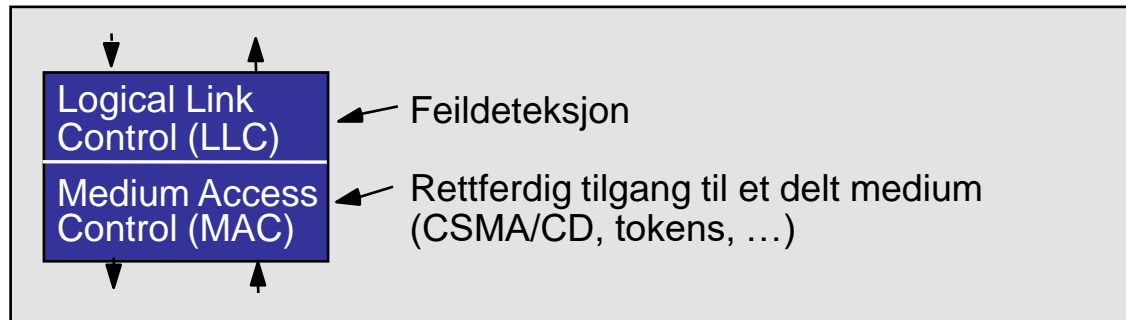 Logical Link
Control (LLC)
Feildeteksjon
Medium Access
Control (MAC)
Rettferdig tilgang til et delt medium
(CSMA/CD, tokens, …)